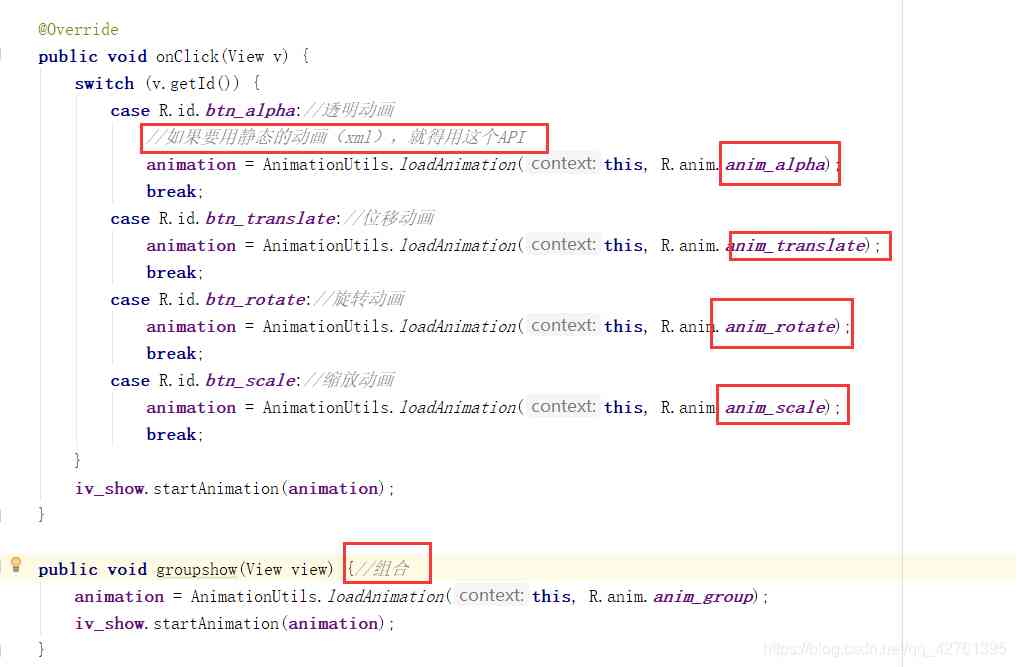 @Override
public void onClick(View v) {
switch (v.getId()) {
case R.id.btn_alpha://透明动画
//如果要用静态的动画（xml），就得用这个API
animation = AnimationUtils.loadAnimation( context: this, R.anim.anim_alpha);
break;
case R.id.btn_translate://位移动画
animation = AnimationUtils.loadAnimation( context: this, R.anim.anim_translate);
break;
case R.id.btn_rotate://旋转动画
animation = AnimationUtils.loadAnimation( context: this, R.anim.anim_rotate);
break;
case R.id.btn_scale://缩放动画
animation = AnimationUtils.loadAnimation( context: this, R.anim.anim_scale);
break;
}
iv_show.startAnimation(animation);
}
public void groupshow(View view) {//组合
animation = AnimationUtils.loadAnimation( context: this, R.anim.anim_group);
iv_show.startAnimation(animation);
}
https://blog.csdn.net/qq_42761395